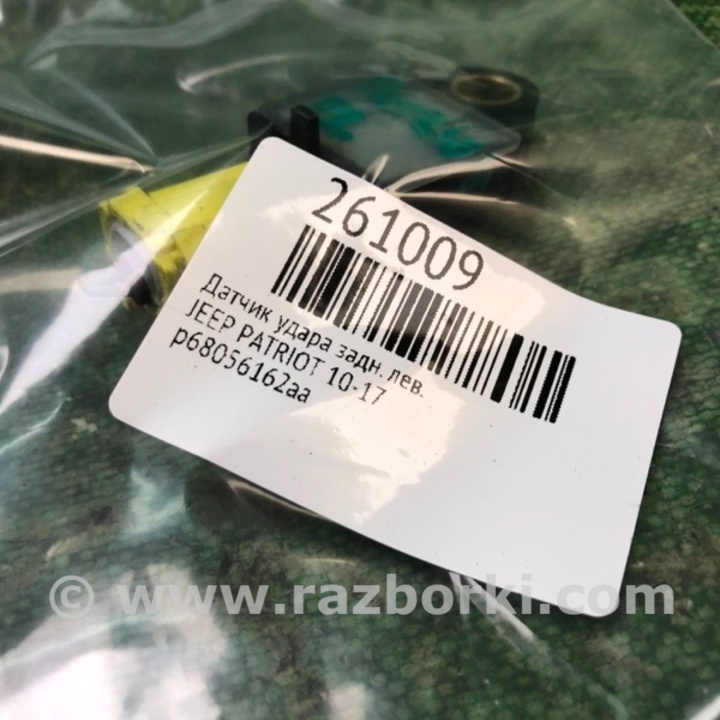 261009
Датчик удара задн. лев.
JEEP PATRIOT 10-17
p68056162aa
© www.razborki.com